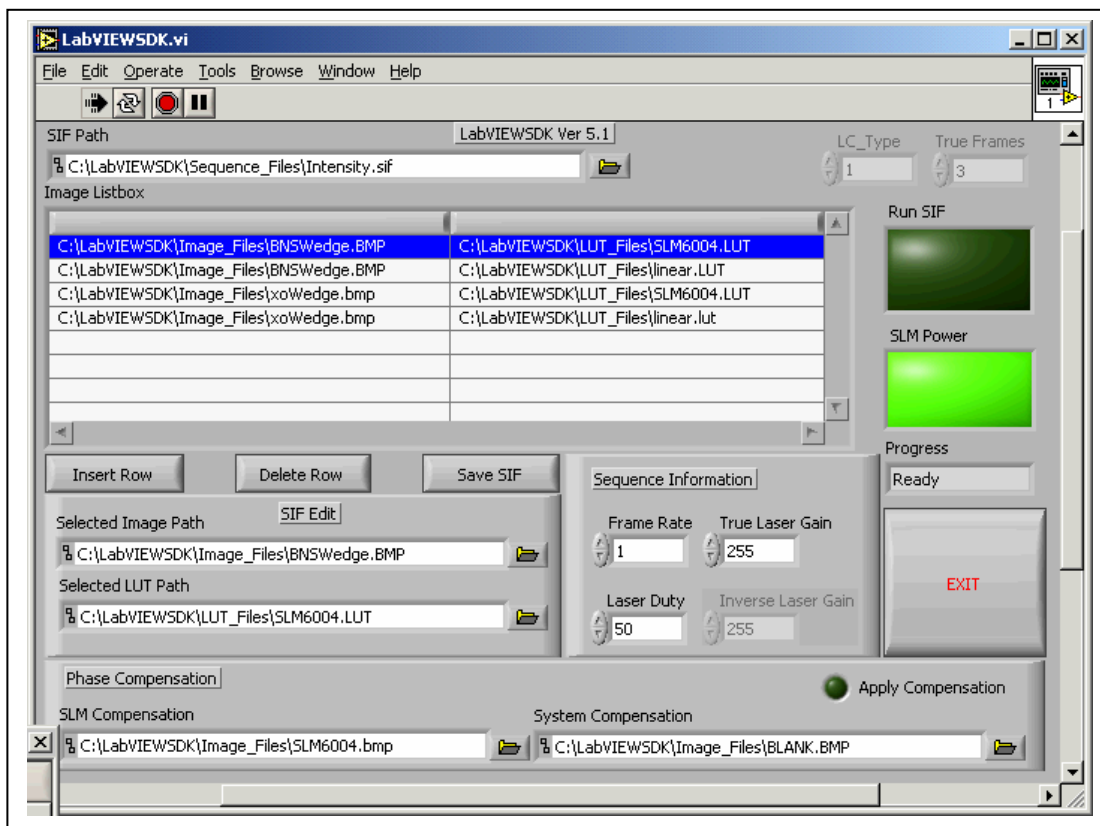 LabVIEWSDK.vi
File Edit Operate Tools Browse Window Help
1
SIF Path
LabVIEWSDK Ver 5.1
LC_Type
True Frames
C:\LabVIEWSDK\Sequence_Files\Intensity.sif
1
3
Image Listbox
Run SIF
C:\LabVIEWSDK\Image_Files\BNSWedge.BMP C:\LabVIEWSDK\LUT_Files\SLM6004.LUT
C:\LabVIEWSDK\Image_Files\BNSWedge.BMP C:\LabVIEWSDK\LUT_Files\linear.LUT
C:\LabVIEWSDK\Image_Files\xoWedge.bmp C:\LabVIEWSDK\LUT_Files\SLM6004.LUT
C:\LabVIEWSDK\Image_Files\xoWedge.bmp C:\LabVIEWSDK\LUT_Files\linear.lut
SLM Power
Progress
Ready
Insert Row
Delete Row
Save SIF
SIF Edit
Selected Image Path
C:\LabVIEWSDK\Image_Files\BNSWedge.BMP
Selected LUT Path
C:\LabVIEWSDK\LUT_Files\SLM6004.LUT
Sequence Information
Frame Rate
True Laser Gain
1
255
Laser Duty
Inverse Laser Gain
50
255
EXIT
Phase Compensation
Apply Compensation
SLM Compensation
System Compensation
C:\LabVIEWSDK\Image_Files\SLM6004.bmp
C:\LabVIEWSDK\Image_Files\BLANK.BMP